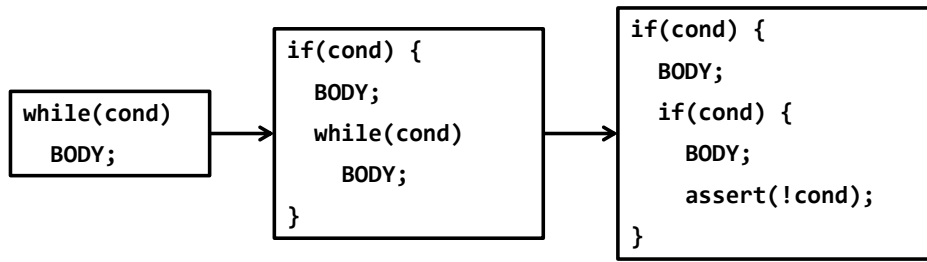 while(cond)
  BODY;
if(cond) {
  BODY;
  while(cond)
    BODY;
}
if(cond) {
  BODY;
  if(cond) {
    BODY;
    assert(!cond);
}